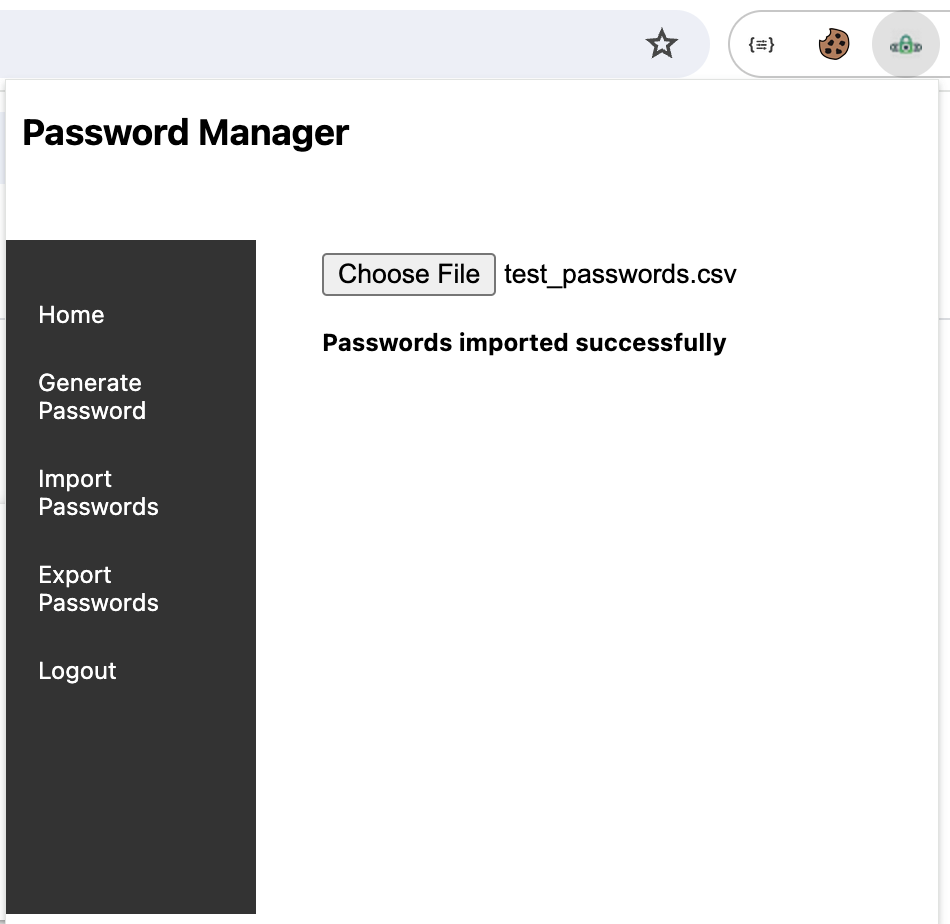 {≡}
Password Manager
Choose File test_passwords.csv
Passwords imported successfully
Home
Generate
Password
Import
Passwords
Export
Passwords
Logout